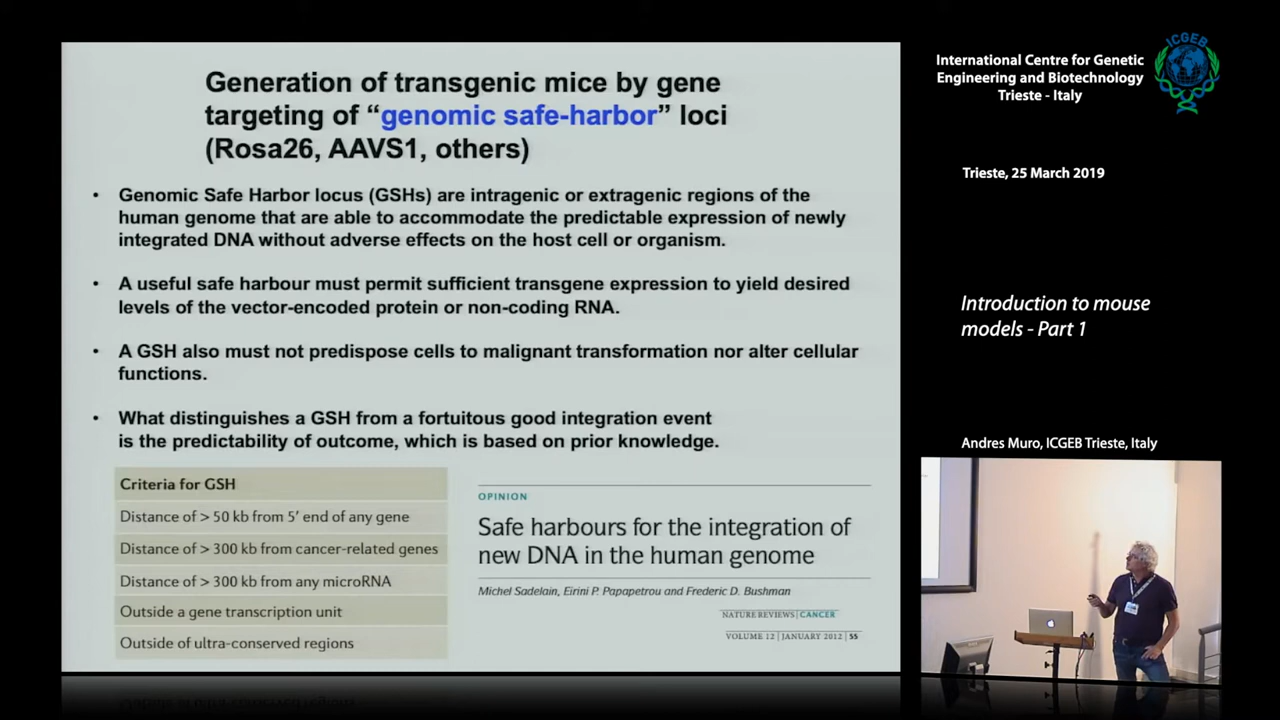 Generation of transgenic mice by gene
targeting of “genomic safe-harbor” loci
(Rosa26, AAVS1, others)
• Genomic Safe Harbor locus (GSHs) are intragenic or extragenic regions of the
human genome that are able to accommodate the predictable expression of newly
integrated DNA without adverse effects on the host cell or organism.
• A useful safe harbour must permit sufficient transgene expression to yield desired
levels of the vector-encoded protein or non-coding RNA.
• A GSH also must not predispose cells to malignant transformation nor alter cellular
functions.
• What distinguishes a GSH from a fortuitous good integration event
is the predictability of outcome, which is based on prior knowledge.
Criteria for GSH
Distance of > 50 kb from 5′ end of any gene
Distance of > 300 kb from cancer-related genes
Distance of > 300 kb from any microRNA
Outside a gene transcription unit
Outside of ultra-conserved regions
OPINION
Safe harbours for the integration of
new DNA in the human genome
Michel Sadelain, Eirini P. Papapetrou and Frederic D. Bushman
NATURE REVIEWS | CANCER
VOLUME 12 | JANUARY 2012 | 55
International Centre for Genetic
Engineering and Biotechnology
Trieste - Italy
ICGEB
Trieste, 25 March 2019
Introduction to mouse
models - Part 1
Andres Muro, ICGEB Trieste, Italy